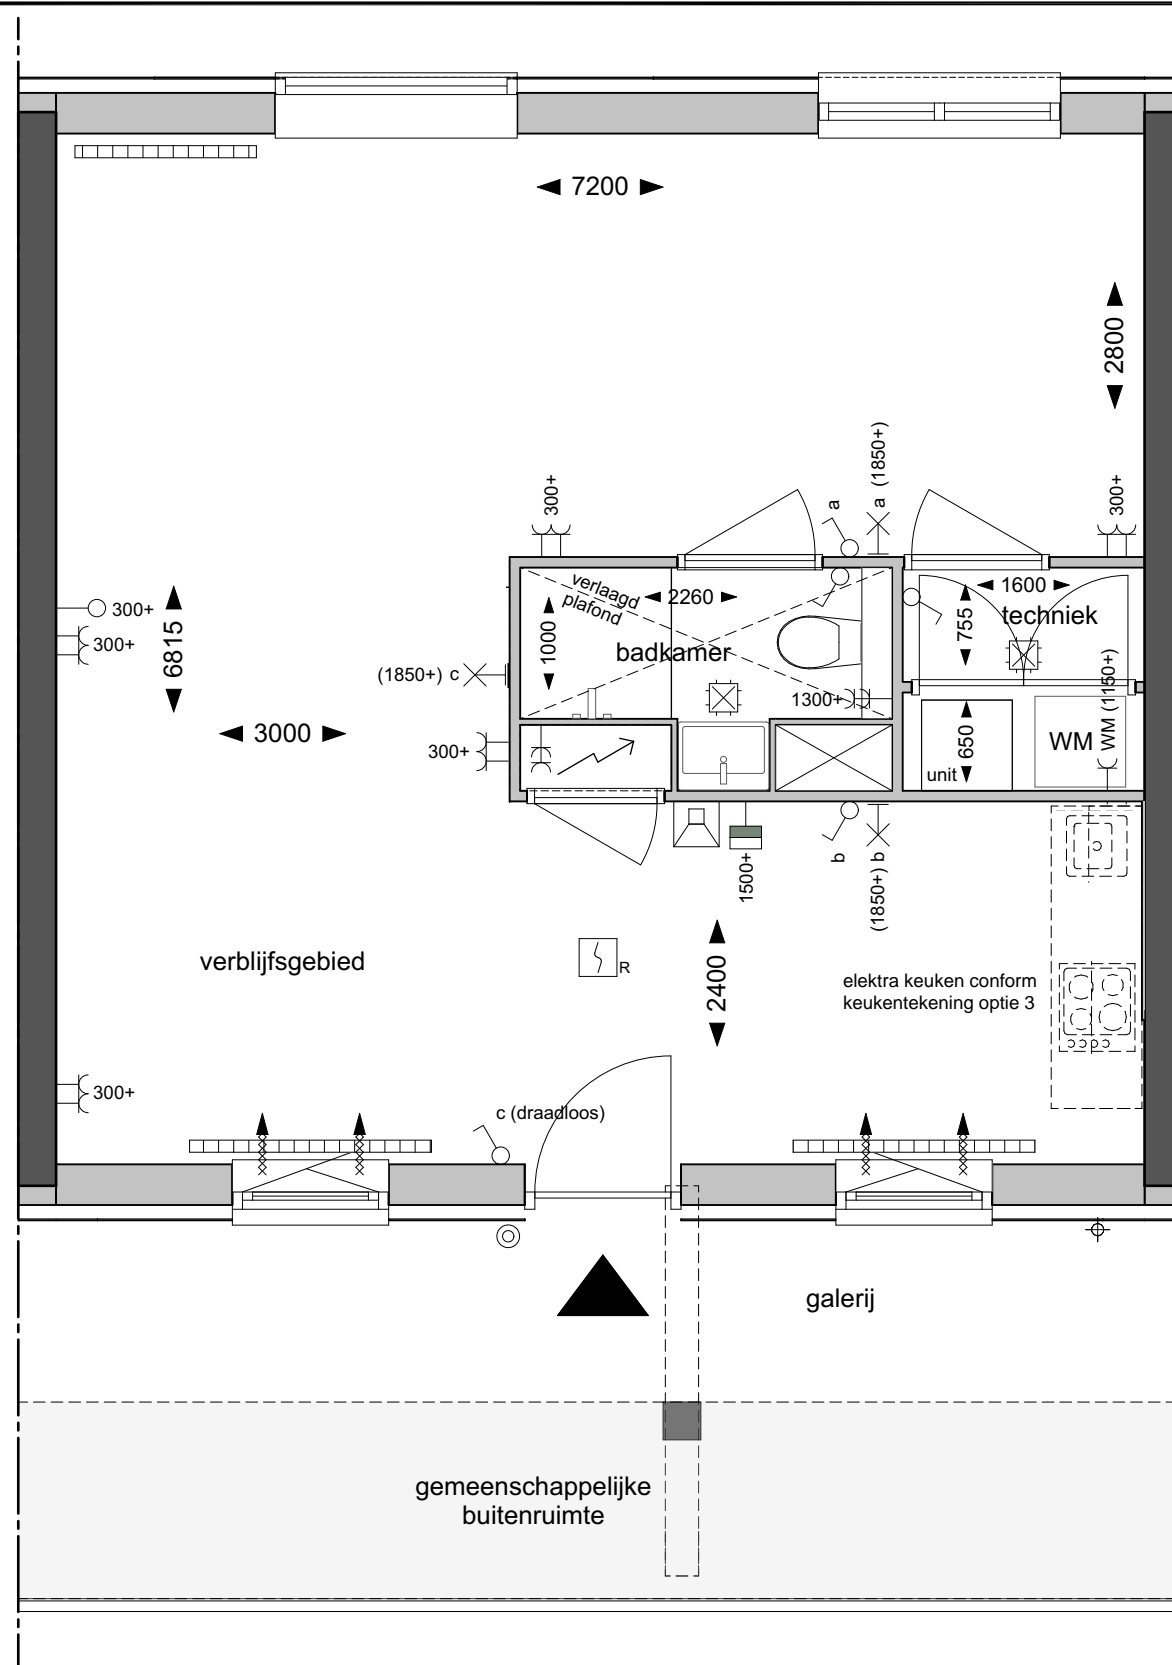 7200
2800
a (1850+)
a
300+
300+
verlaagd
plafond
2260
1600
755
techniek
300+
300+
6815
1000
badkamer
(1850+) c
1300+
WM (1150+)
3000
300+
650
WM
unit
1500+
b
(1850+) b
verblijfsgebied
R
2400
elektra keuken conform
keukentekening optie 3
300+
c (draadloos)
galerij
gemeenschappelijke
buitenruimte